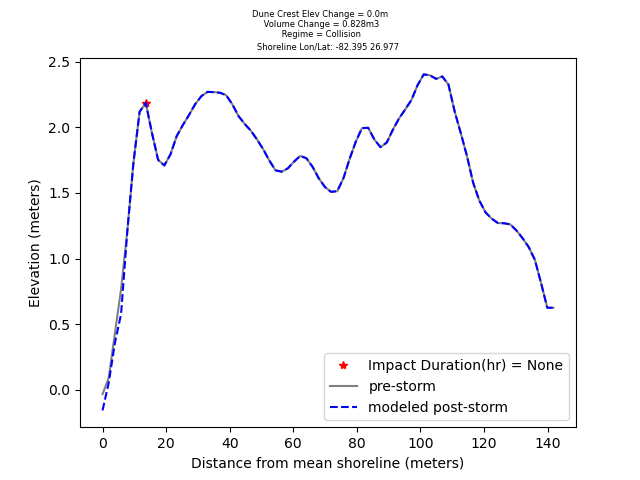 Dune Crest Elev Change = 0.0m
Volume Change = 0.828m3
Regime = Collision
Shoreline Lon/Lat: -82.395 26.977
2.5
2.0
1.5
1.0
0.5
0.0
Elevation (meters)
Impact Duration(hr) = None
pre-storm
modeled post-storm
0 20 40 60 80 100 120 140
Distance from mean shoreline (meters)